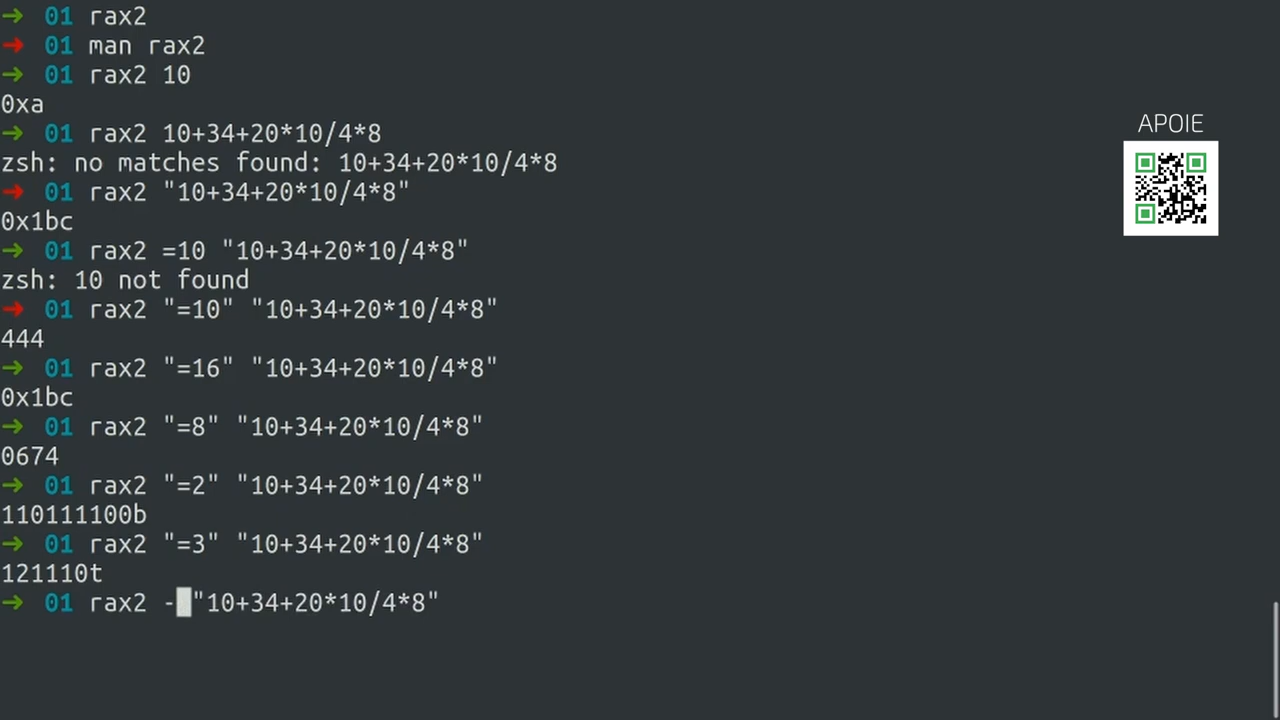 ➜ 01 rax2
➜ 01 man rax2
➜ 01 rax2 10
0xa
➜ 01 rax2 10+34+20*10/4*8
zsh: no matches found: 10+34+20*10/4*8
➜ 01 rax2 "10+34+20*10/4*8"
0x1bc
➜ 01 rax2 =10 "10+34+20*10/4*8"
zsh: 10 not found
➜ 01 rax2 "=10" "10+34+20*10/4*8"
444
➜ 01 rax2 "=16" "10+34+20*10/4*8"
0x1bc
➜ 01 rax2 "=8" "10+34+20*10/4*8"
0674
➜ 01 rax2 "=2" "10+34+20*10/4*8"
110111100b
➜ 01 rax2 "=3" "10+34+20*10/4*8"
121110t
➜ 01 rax2 - "10+34+20*10/4*8"
APOIE